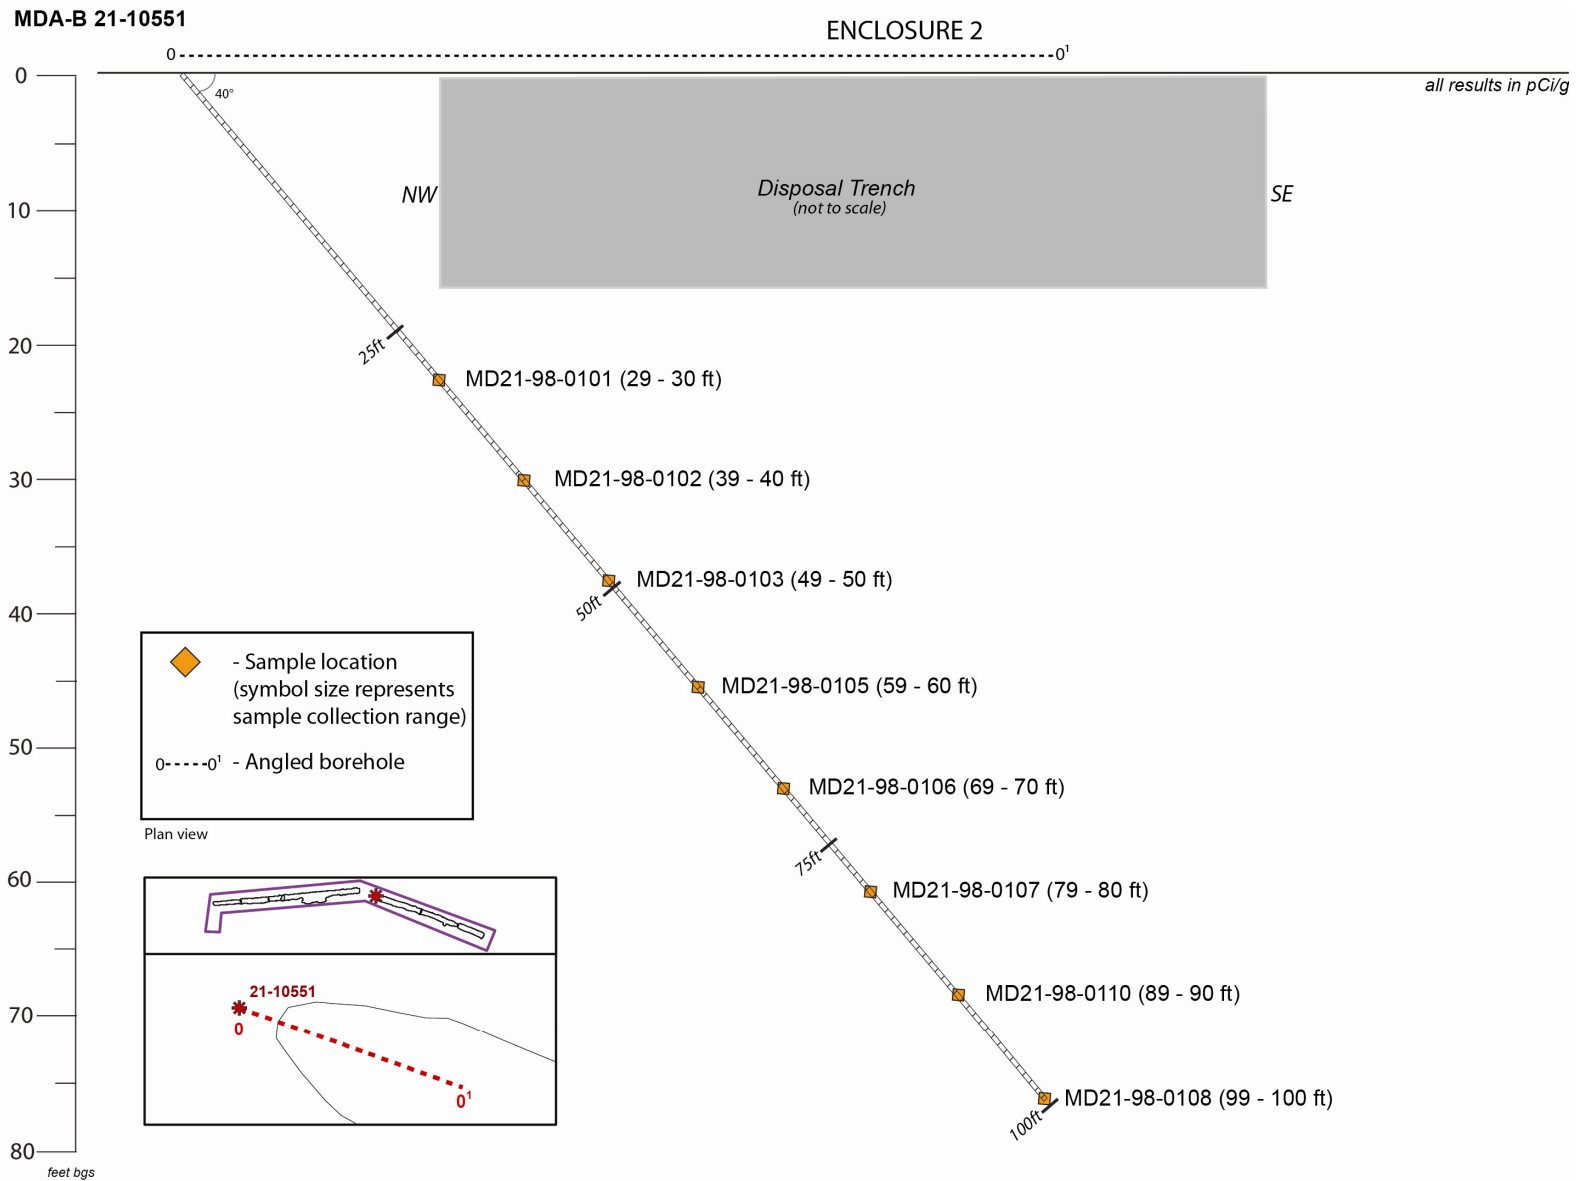 MDA-B 21-10551
ENCLOSURE 2
0 0¹
0
all results in pCi/g
40°
NW
Disposal Trench
(not to scale)
SE
10
20
25ft
MD21-98-0101 (29 - 30 ft)
30
MD21-98-0102 (39 - 40 ft)
MD21-98-0103 (49 - 50 ft)
50ft
40
- Sample location
(symbol size represents
sample collection range)
0-----0¹ - Angled borehole
MD21-98-0105 (59 - 60 ft)
50
MD21-98-0106 (69 - 70 ft)
Plan view
75ft
60
MD21-98-0107 (79 - 80 ft)
21-10551
0
0¹
MD21-98-0110 (89 - 90 ft)
70
MD21-98-0108 (99 - 100 ft)
100ft
80
feet bgs